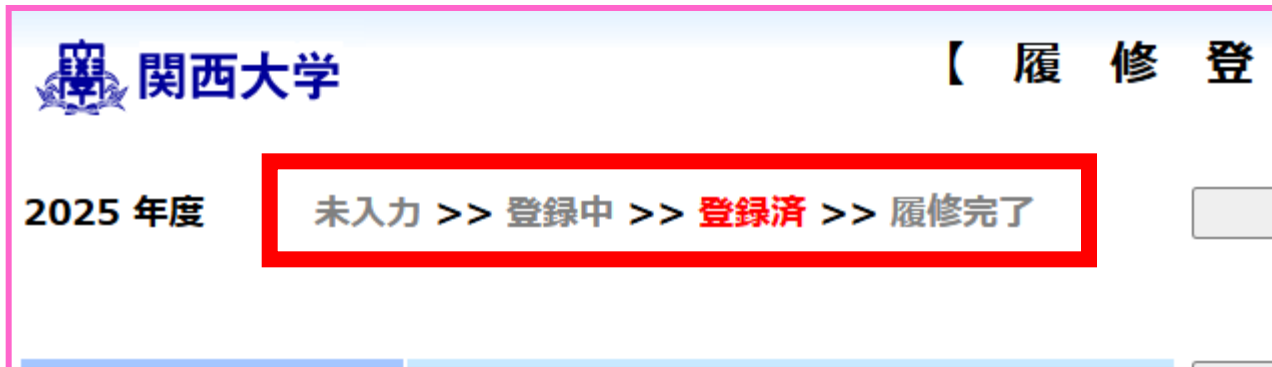 関西大学
【 履 修 登
2025 年度 未入力 >> 登録中 >> 登録済 >> 履修完了